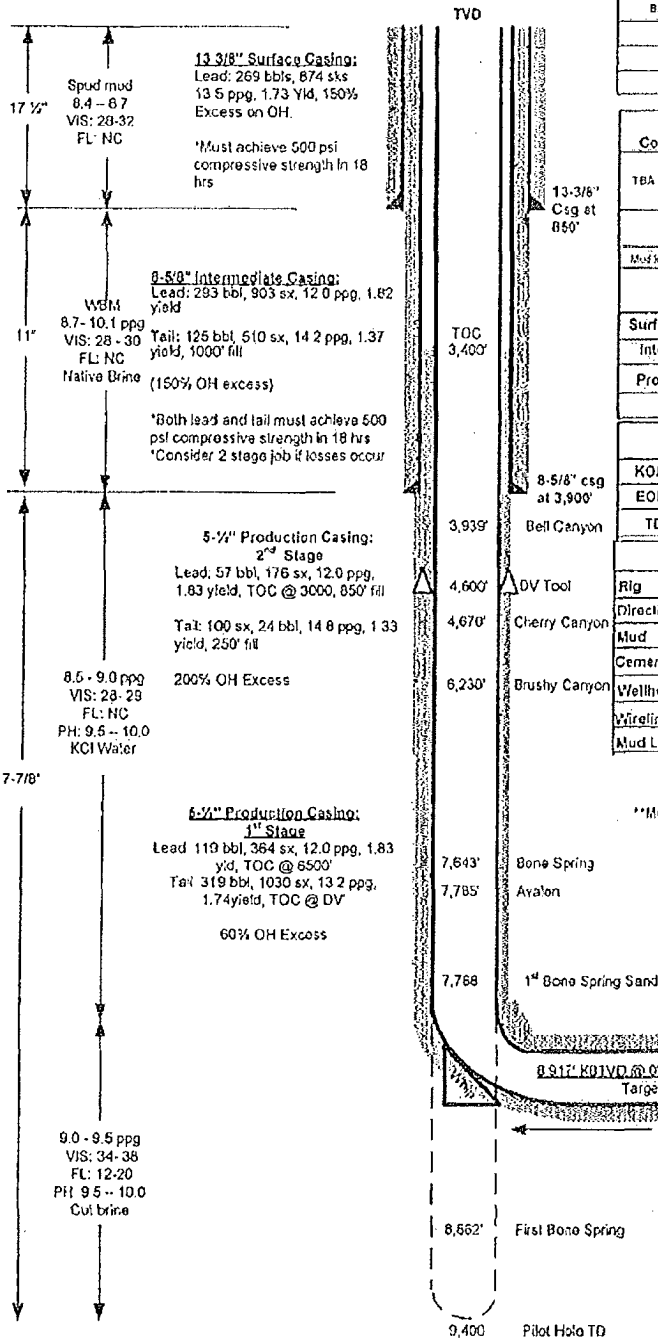 TVD
17 ½"
Spud mud
8.4 – 8.7
VIS: 28-32
FL: NC
13 3/8" Surface Casing:
Lead: 269 bbls, 874 sks
13.5 ppg, 1.73 Yld, 150%
Excess on OH.
*Must achieve 500 psi
compressive strength in 18
hrs
13-3/8"
Csg at
850'
11"
WBM
8.7- 10.1 ppg
VIS: 28 - 30
FL: NC
Native Brine
8-5/8" Intermediate Casing:
Lead: 293 bbl, 903 sx, 12.0 ppg, 1.82
yield
Tail: 125 bbl, 510 sx, 14.2 ppg, 1.37
yield, 1000' fill
(150% OH excess)
*Both lead and tail must achieve 500
psi compressive strength in 18 hrs
*Consider 2 stage job if losses occur
TOC
3,400'
8-5/8" csg
at 3,900'
7-7/8"
8.5 - 9.0 ppg
VIS: 28- 29
FL: NC
PH: 9.5 -- 10.0
KCl Water
5-½" Production Casing:
2nd Stage
Lead: 57 bbl, 176 sx, 12.0 ppg,
1.83 yield, TOC @ 3000, 850' fill
Tail: 100 sx, 24 bbl, 14.8 ppg, 1.33
yield, 250' fill
200% OH Excess
3,939' Bell Canyon
4,600' DV Tool
4,670' Cherry Canyon
6,230' Brushy Canyon
5-½" Production Casing:
1st Stage
Lead 119 bbl, 364 sx, 12.0 ppg, 1.83
yld, TOC @ 6500'
Tail 319 bbl, 1030 sx, 13.2 ppg,
1.74yield, TOC @ DV
60% OH Excess
7,643' Bone Spring
7,785' Avalon
7,768 1st Bone Spring Sand
8,917' KBTVD @ 0
Targe
9.0 - 9.5 ppg
VIS: 34- 38
FL: 12-20
PH 9.5 -- 10.0
Cut brine
8,662' First Bone Spring
9,400 Pilot Hole TD
B
Co
TBA
Surf
Int
Pro
TD
Rig
Directi
Mud
Cemen
Wellhe
Wirelin
Mud L